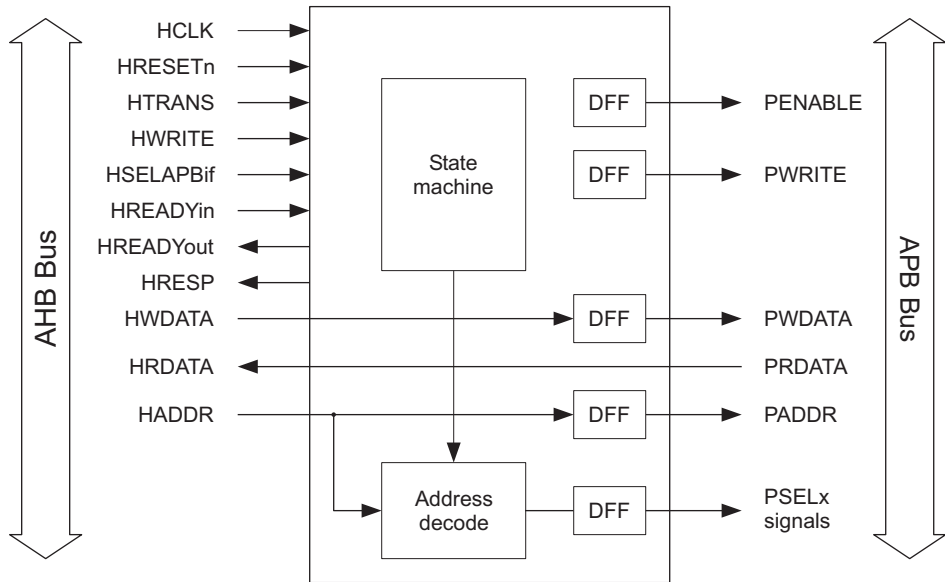 AHB Bus
HCLK
HRESETn
HTRANS
HWRITE
HSELAPBif
HREADYin
HREADYout
HRESP
HWDATA
HRDATA
HADDR
State
machine
Address
decode
DFF
DFF
DFF
DFF
DFF
PENABLE
PWRITE
PWDATA
PRDATA
PADDR
PSELx
signals
APB Bus